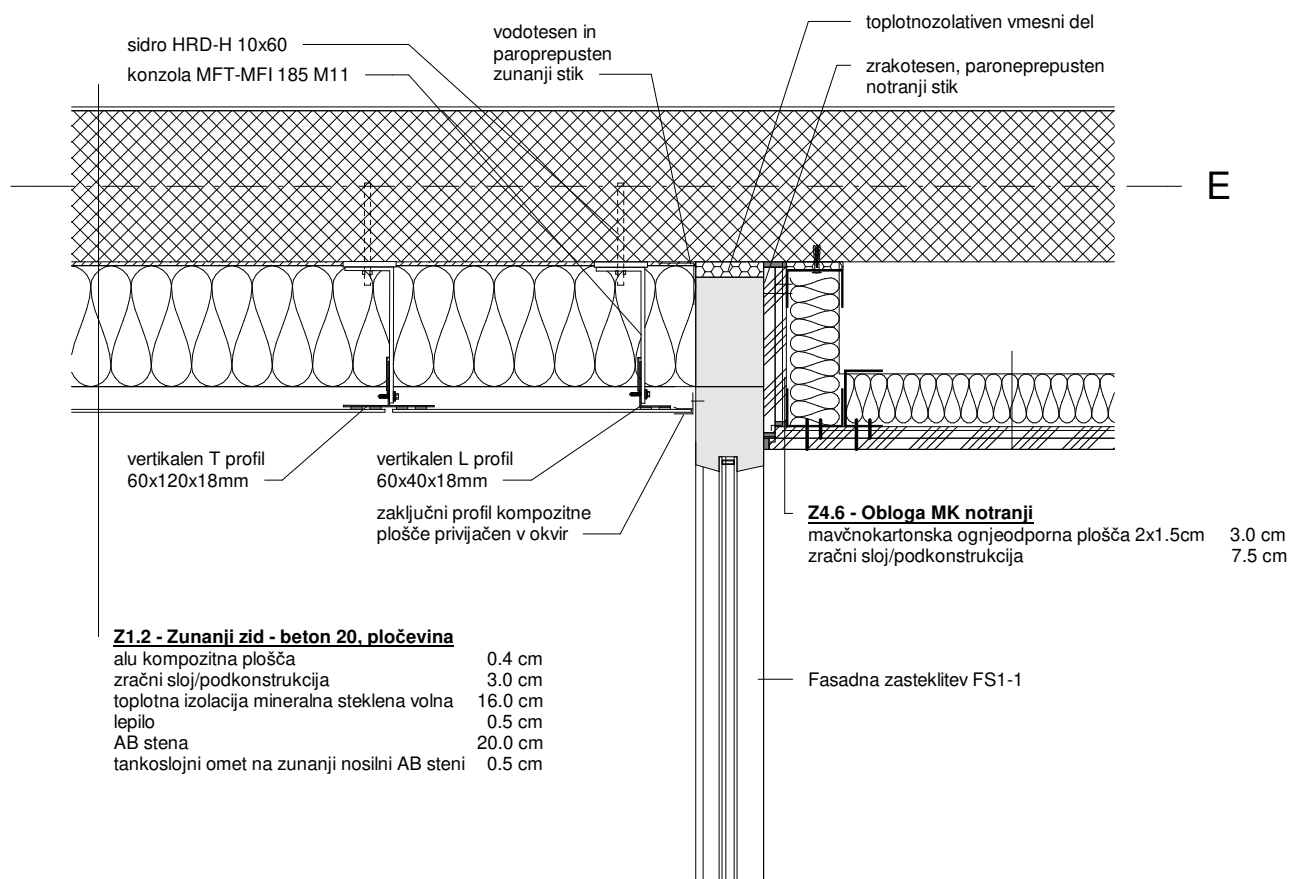 sidro HRD-H 10x60
konzola MFT-MFI 185 M11
vodotesen in
paroprepusten
zunanji stik
toplotnozolativen vmesni del
zrakotesen, paroneprepusten
notranji stik
E
vertikalen T profil
60x120x18mm
vertikalen L profil
60x40x18mm
zaključni profil kompozitne
plošče privijačen v okvir
Z4.6 - Obloga MK notranji
mavčnokartonska ognjeodporna plošča 2x1.5cm 3.0 cm
zračni sloj/podkonstrukcija 7.5 cm
Z1.2 - Zunanji zid - beton 20, pločevina
alu kompozitna plošča 0.4 cm
zračni sloj/podkonstrukcija 3.0 cm
toplotna izolacija mineralna steklena volna 16.0 cm
lepilo 0.5 cm
AB stena 20.0 cm
tankoslojni omet na zunanji nosilni AB steni 0.5 cm
Fasadna zasteklitev FS1-1